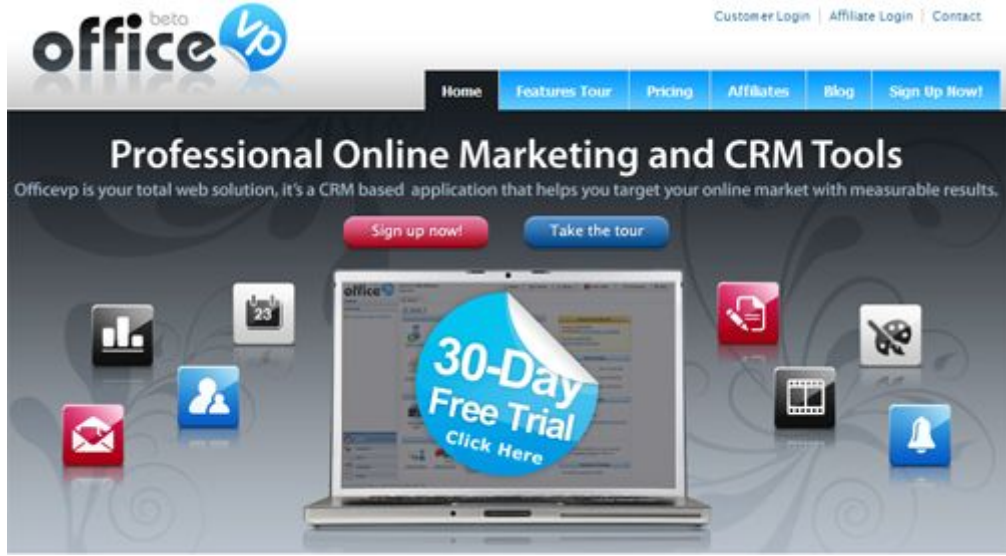 beta
office vp
Customer Login | Affiliate Login | Contact
Home
Features Tour
Pricing
Affiliates
Blog
Sign Up Now!
Professional Online Marketing and CRM Tools
Officevp is your total web solution, it's a CRM based application that helps you target your online market with measurable results.
Sign up now!
Take the tour
office
23
30-Day
Free Trial
Click Here